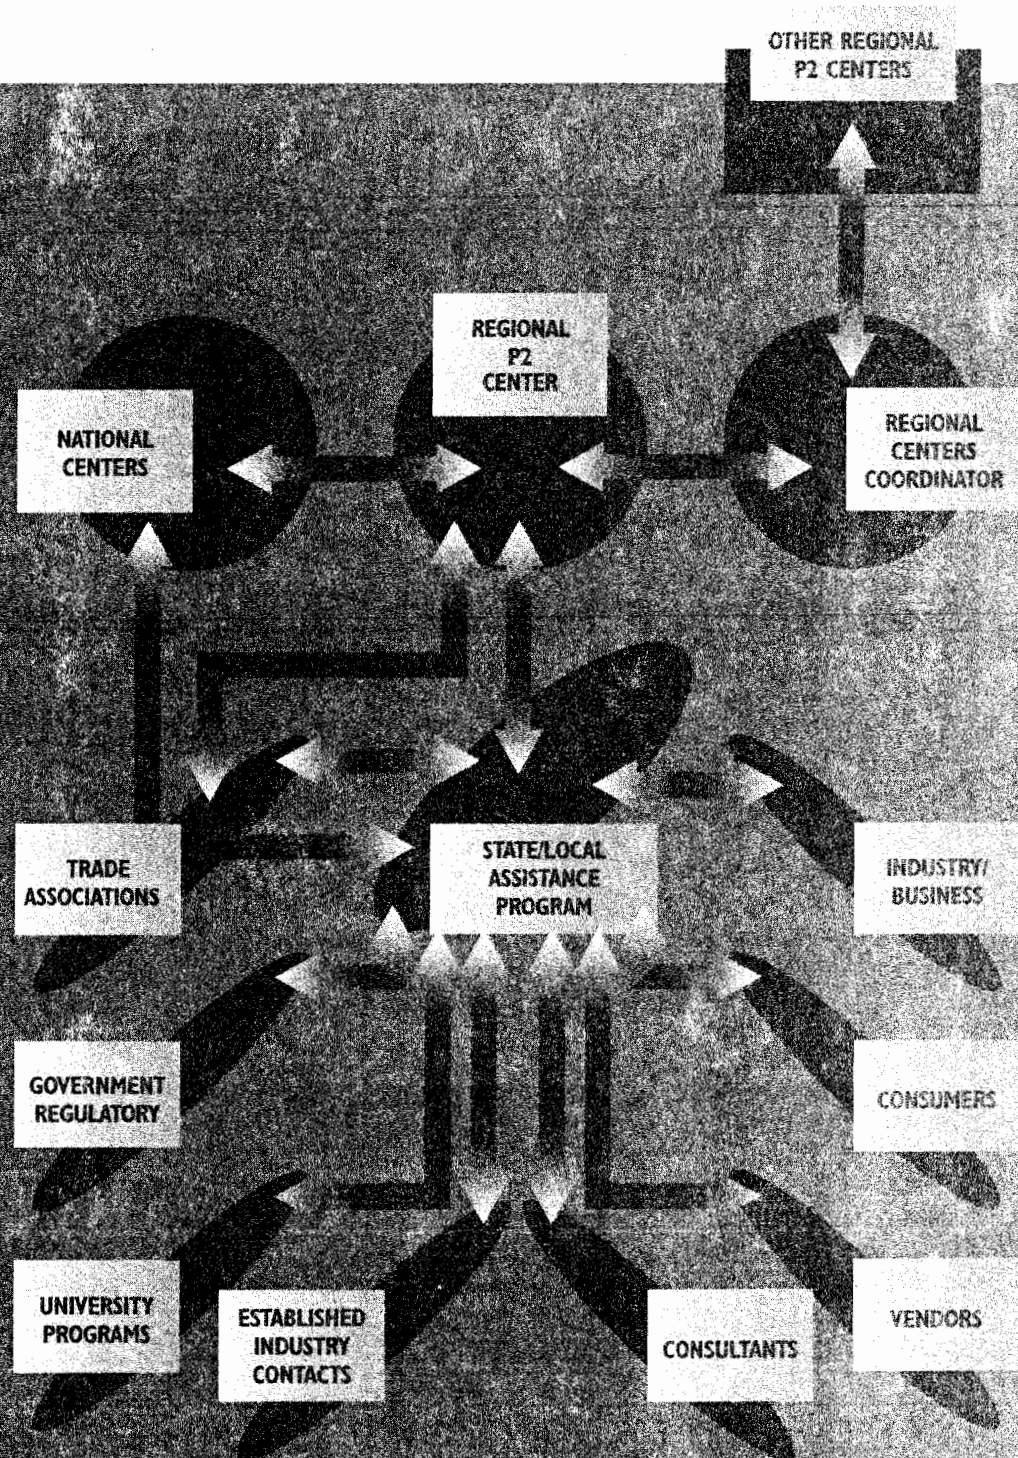 OTHER REGIONAL
P2 CENTERS
REGIONAL
P2
CENTER
NATIONAL
CENTERS
REGIONAL
CENTERS
COORDINATOR
TRADE
ASSOCIATIONS
STATE/LOCAL
ASSISTANCE
PROGRAM
INDUSTRY/
BUSINESS
GOVERNMENT
REGULATORY
CONSUMERS
UNIVERSITY
PROGRAMS
ESTABLISHED
INDUSTRY
CONTACTS
CONSULTANTS
VENDORS